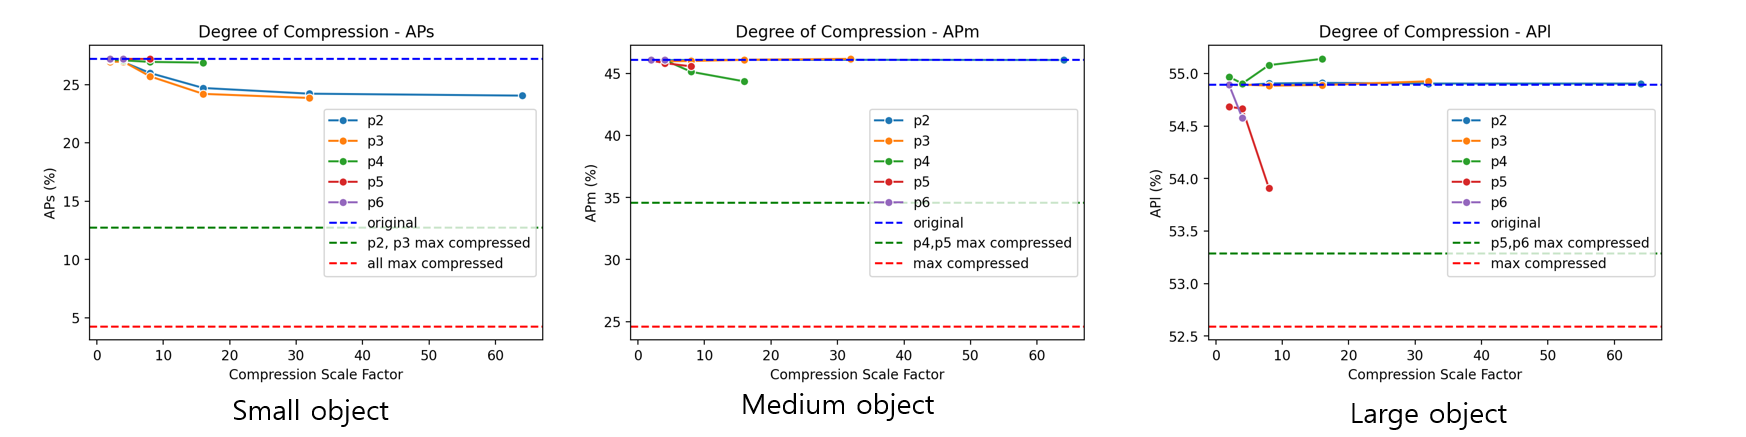 Degree of Compression - APs
APs (%)
25
20
15
10
5
0 10 20 30 40 50 60
Compression Scale Factor
p2
p3
p4
p5
p6
original
p2, p3 max compressed
all max compressed
Small object
Degree of Compression - APm
APm (%)
45
40
35
30
25
0 10 20 30 40 50 60
Compression Scale Factor
p2
p3
p4
p5
p6
original
p4,p5 max compressed
max compressed
Medium object
Degree of Compression - APl
APl (%)
55.0
54.5
54.0
53.5
53.0
52.5
0 10 20 30 40 50 60
Compression Scale Factor
p2
p3
p4
p5
p6
original
p5,p6 max compressed
max compressed
Large object